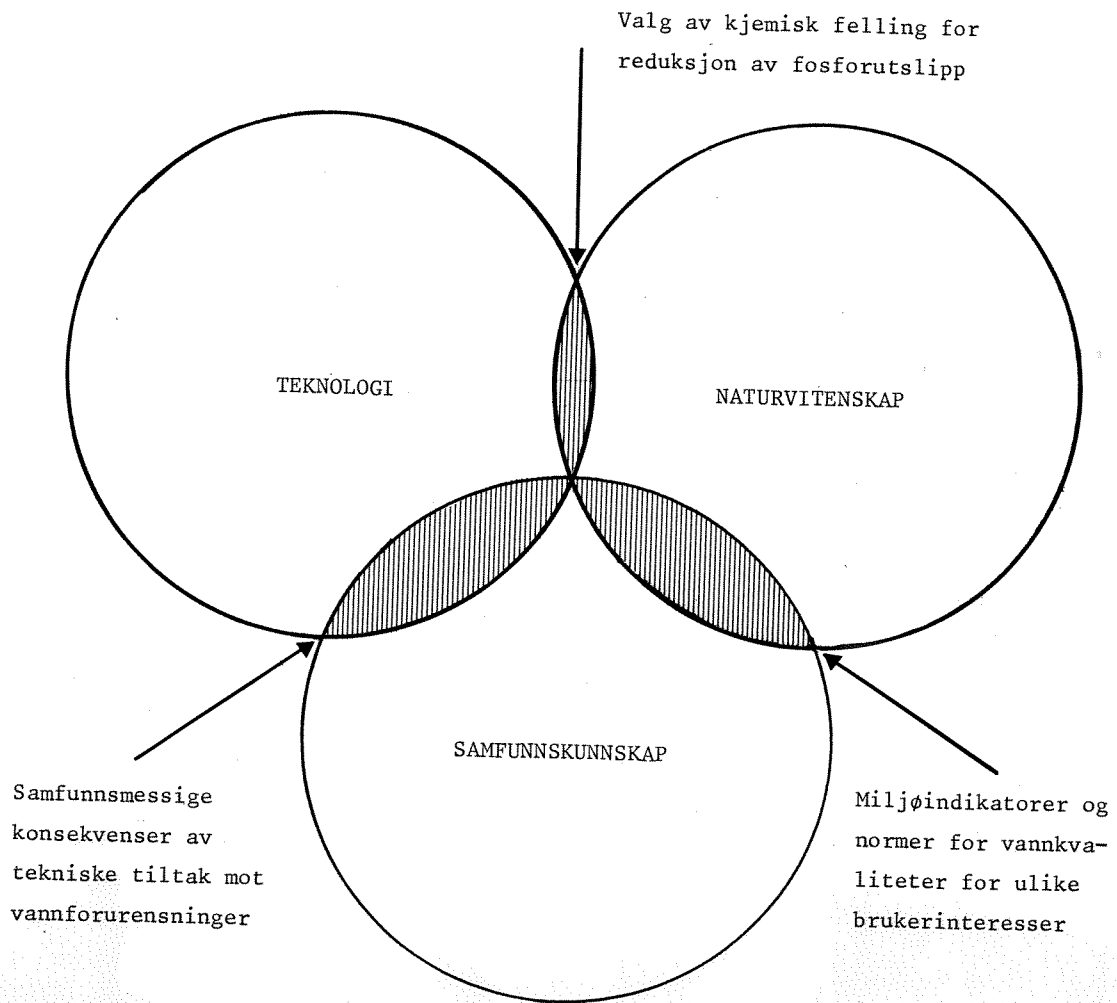 Valg av kjemisk felling for
reduksjon av fosforutslipp
TEKNOLOGI
NATURVITENSKAP
SAMFUNNSKUNNSKAP
Samfunnsmessige
konsekvenser av
tekniske tiltak mot
vannforurensninger
Miljøindikatorer og
normer for vannkva-
liteter for ulike
brukerinteresser